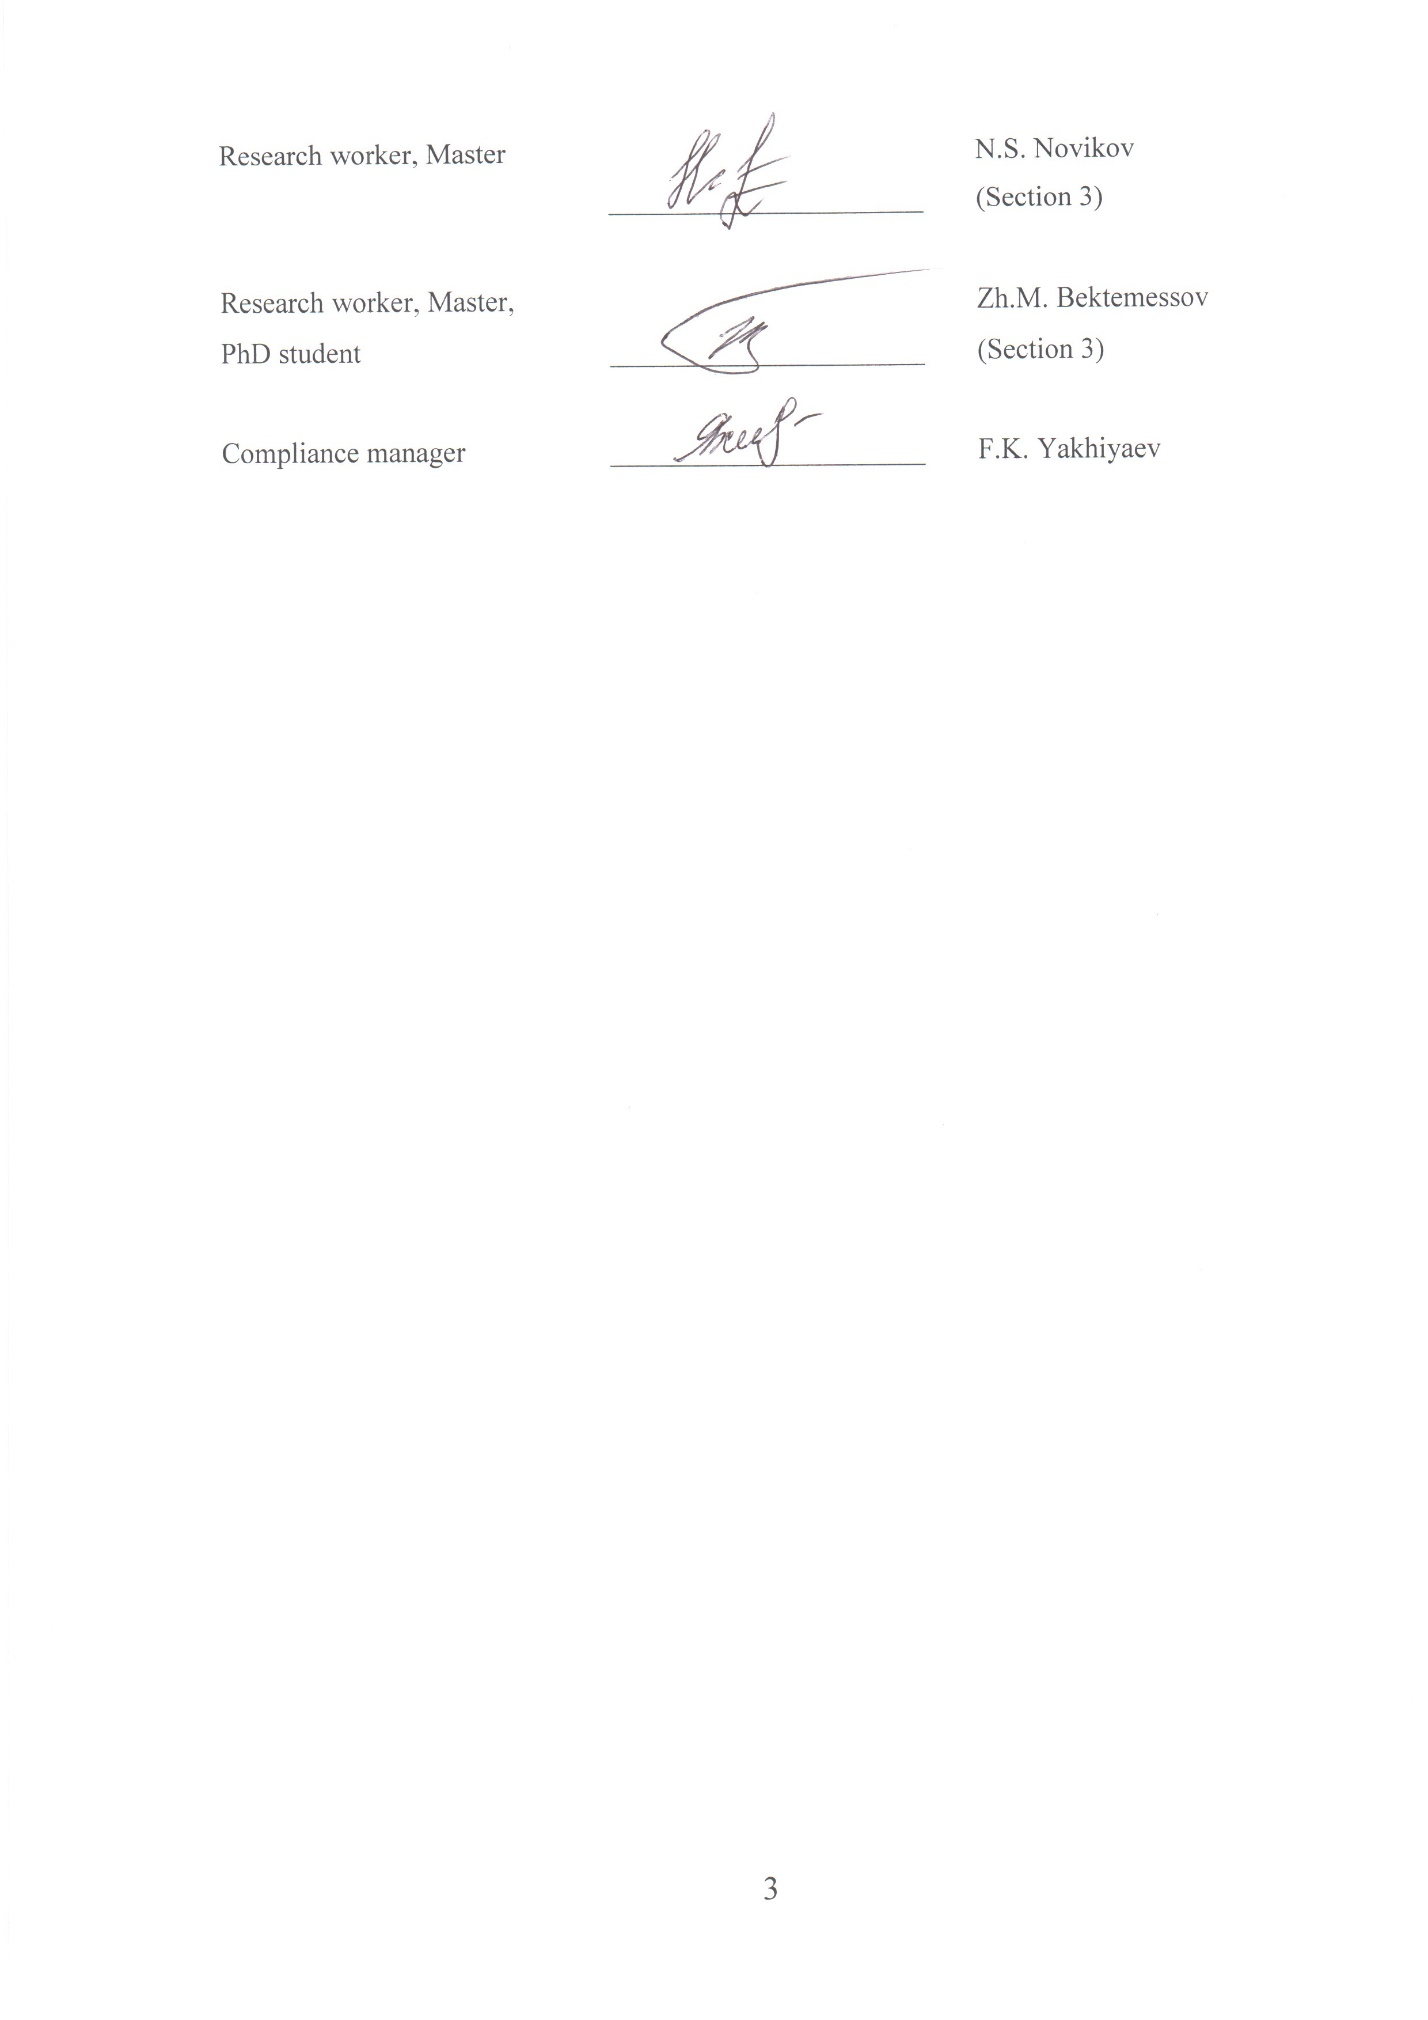 Research worker, Master N.S. Novikov
(Section 3)
Research worker, Master, Zh.M. Bektemessov
PhD student (Section 3)
Compliance manager F.K. Yakhiyaev
3